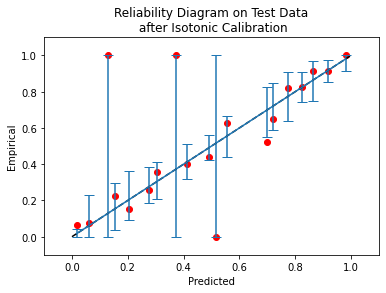 Reliability Diagram on Test Data
after Isotonic Calibration
Empirical
1.0
0.8
0.6
0.4
0.2
0.0
0.0 0.2 0.4 0.6 0.8 1.0
Predicted